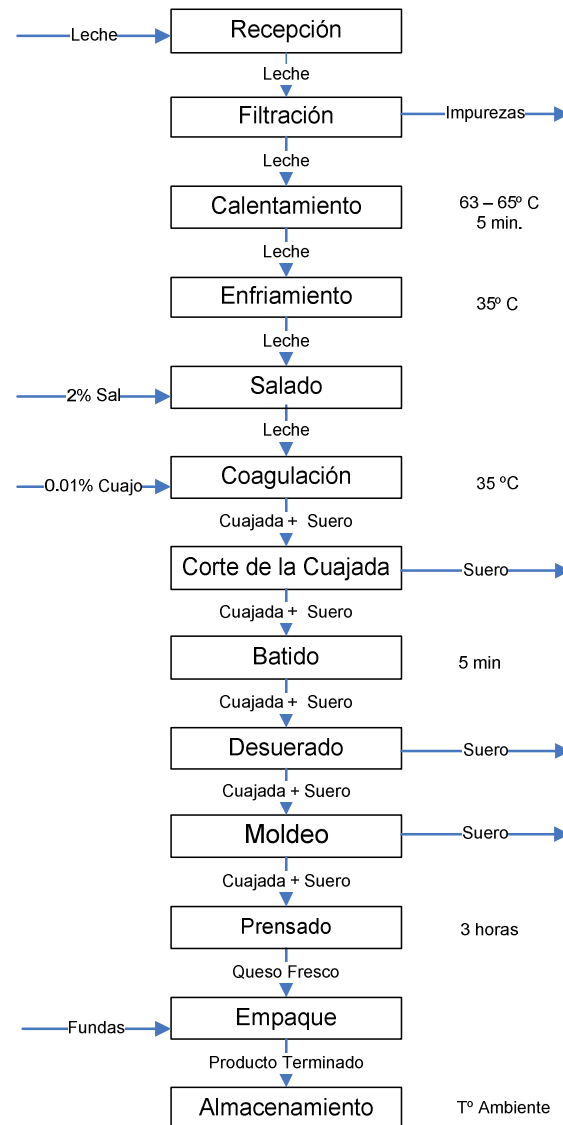 Recepción
Leche
Leche
Filtración
Impurezas
Leche
Calentamiento
63 – 65º C
5 min.
Leche
Enfriamiento
35º C
Leche
Salado
2% Sal
Leche
Coagulación
0.01% Cuajo
35 ºC
Cuajada + Suero
Corte de la Cuajada
Suero
Cuajada + Suero
Batido
5 min
Cuajada + Suero
Desuerado
Suero
Cuajada + Suero
Moldeo
Suero
Cuajada + Suero
Prensado
3 horas
Queso Fresco
Empaque
Fundas
Producto Terminado
Almacenamiento
Tº Ambiente